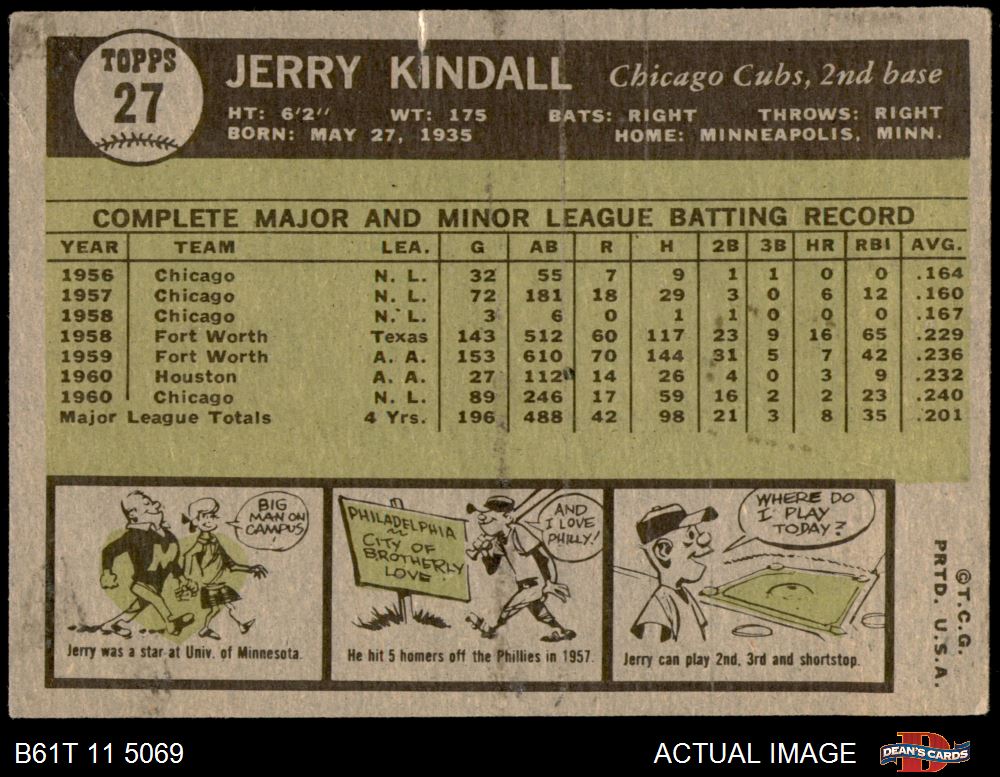 TOPPS
27
JERRY KINDALL Chicago Cubs, 2nd base
HT: 6'2" WT: 175 BATS: RIGHT THROWS: RIGHT
BORN: MAY 27, 1935 HOME: MINNEAPOLIS, MINN.
COMPLETE MAJOR AND MINOR LEAGUE BATTING RECORD
YEAR TEAM LEA. G AB R H 2B 3B HR RBI AVG.
1956 Chicago N. L. 32 55 7 9 1 1 0 0 .164
1957 Chicago N. L. 72 181 18 29 3 0 6 12 .160
1958 Chicago N. L. 3 6 0 1 1 0 0 0 .167
1958 Fort Worth Texas 143 512 60 117 23 9 16 65 .229
1959 Fort Worth A. A. 153 610 70 144 31 5 7 42 .236
1960 Houston A. A. 27 112 14 26 4 0 3 9 .232
1960 Chicago N. L. 89 246 17 59 16 2 2 23 .240
Major League Totals 4 Yrs. 196 488 42 98 21 3 8 35 .201
BIG
MAN ON
CAMPUS!
M
Jerry was a star at Univ. of Minnesota.
PHILADELPHIA
~
CITY OF
BROTHERLY
LOVE
AND
I LOVE
PHILLY!
He hit 5 homers off the Phillies in 1957.
WHERE DO
I PLAY
TODAY?
Jerry can play 2nd, 3rd and shortstop.
©T.C.G.
PRTD. U.S.A.
B61T 11 5069 ACTUAL IMAGE
D
DEAN'S CARDS